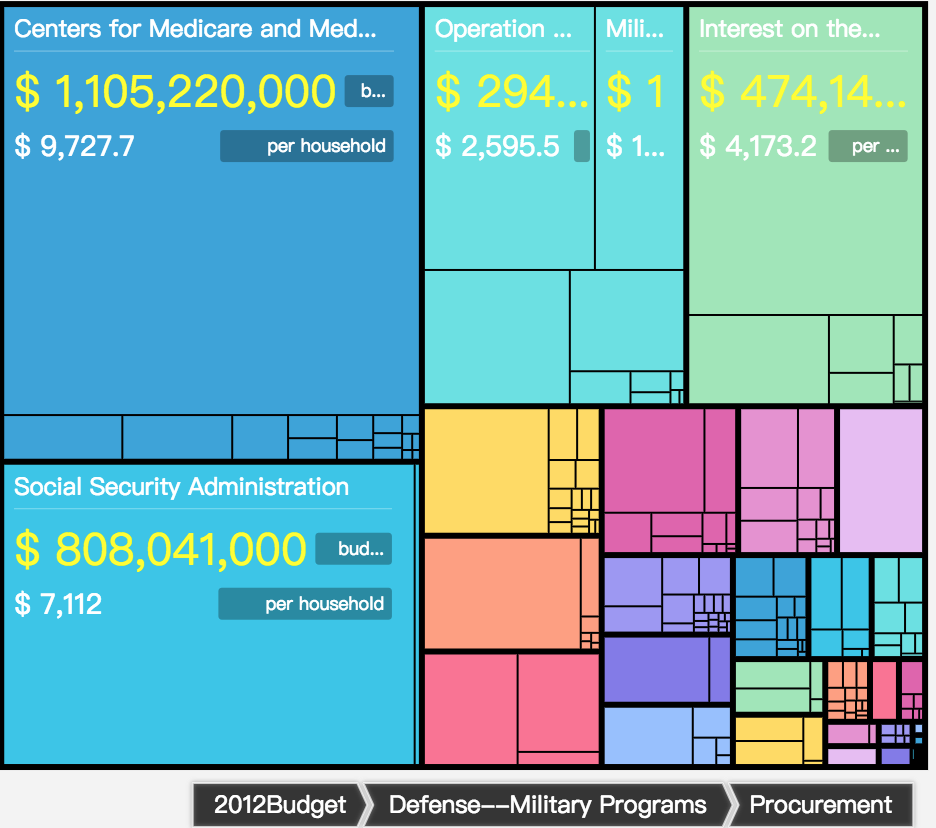 Centers for Medicare and Med...
$ 1,105,220,000 b...
$ 9,727.7 per household
Operation ...
$ 294...
$ 2,595.5
Mili...
$ 1
$ 1...
Interest on the...
$ 474,14...
$ 4,173.2 per ...
Social Security Administration
$ 808,041,000 bud...
$ 7,112 per household
2012Budget Defense--Military Programs Procurement